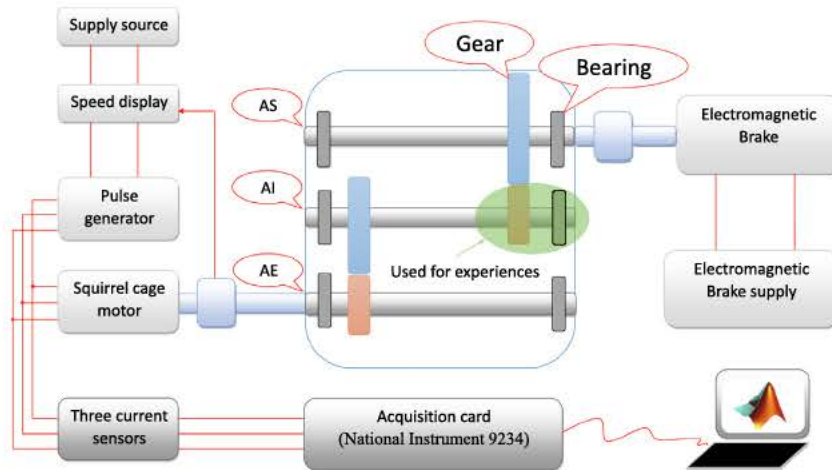 Supply source
Speed display
Pulse
generator
Squirrel cage
motor
Three current
sensors
AS
AI
AE
Gear
Bearing
Used for experiences
Acquisition card
(National Instrument 9234)
Electromagnetic
Brake
Electromagnetic
Brake supply